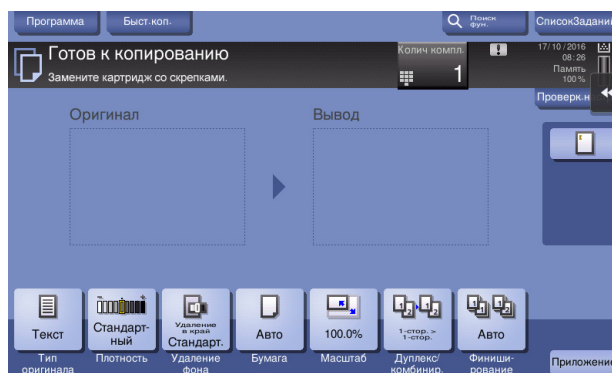 Программа
Быст.коп.
Поиск
фун.
СписокЗадани
Готов к копированию
Замените картридж со скрепками.
Колич компл.
1
17/10/2016
08:26
Память
100%
Проверк.н
Оригинал
Вывод
Текст
Стандарт-
ный
Удаление
в край
Стандарт.
Авто
100.0%
1-стор. >
1-стор.
Авто
Тип
оригинала
Плотность
Удаление
фона
Бумага
Масштаб
Дуплекс/
комбинир.
Финиши-
рование
Приложение